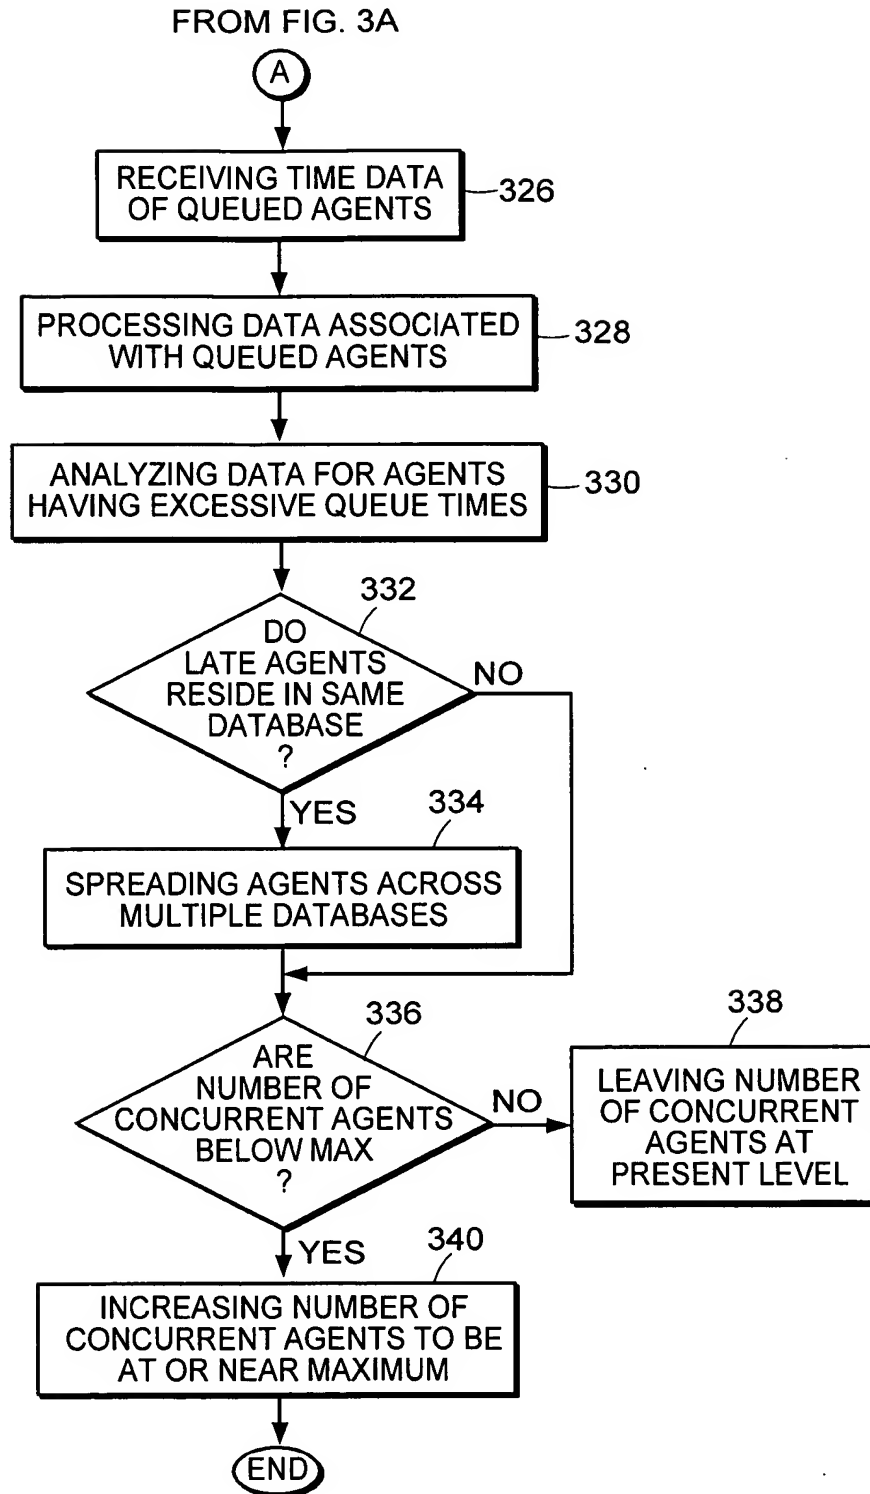 FROM FIG. 3A
A
RECEIVING TIME DATA
OF QUEUED AGENTS
326
PROCESSING DATA ASSOCIATED
WITH QUEUED AGENTS
328
ANALYZING DATA FOR AGENTS
HAVING EXCESSIVE QUEUE TIMES
330
332
DO
LATE AGENTS
RESIDE IN SAME
DATABASE
?
NO
YES
334
SPREADING AGENTS ACROSS
MULTIPLE DATABASES
336
ARE
NUMBER OF
CONCURRENT AGENTS
BELOW MAX
?
NO
338
LEAVING NUMBER
OF CONCURRENT
AGENTS AT
PRESENT LEVEL
YES
340
INCREASING NUMBER OF
CONCURRENT AGENTS TO BE
AT OR NEAR MAXIMUM
END